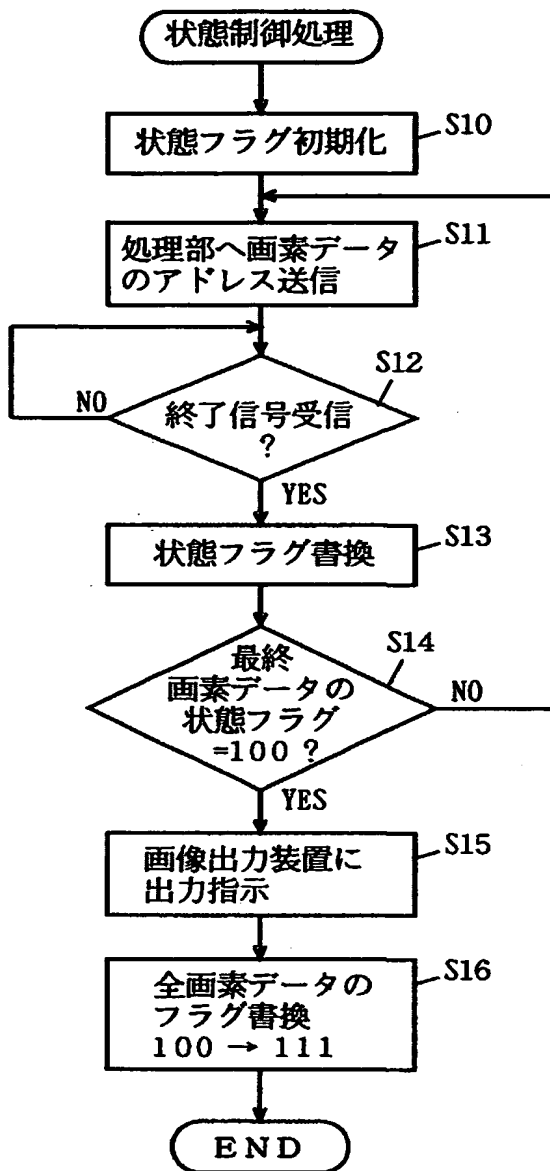 状態制御処理
状態フラグ初期化
S10
処理部へ画素データ
のアドレス送信
S11
S12
終了信号受信
?
NO
YES
状態フラグ書換
S13
最終
画素データの
状態フラグ
=100 ?
S14
NO
YES
画像出力装置に
出力指示
S15
全画素データの
フラグ書換
100 → 111
S16
END